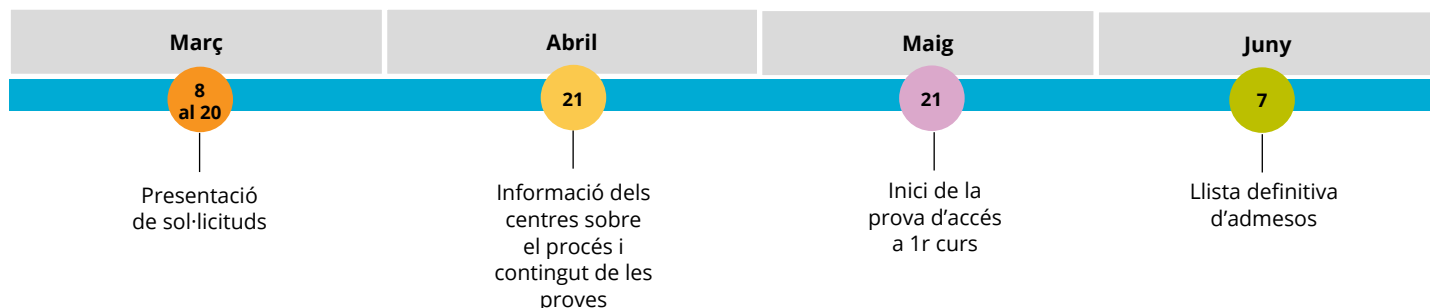 Març
Abril
Maig
Juny
8
al 20
21
21
7
Presentació
de sol·licituds
Informació dels
centres sobre
el procés i
contingut de les
proves
Inici de la
prova d'accés
a 1r curs
Llista definitiva
d'admesos